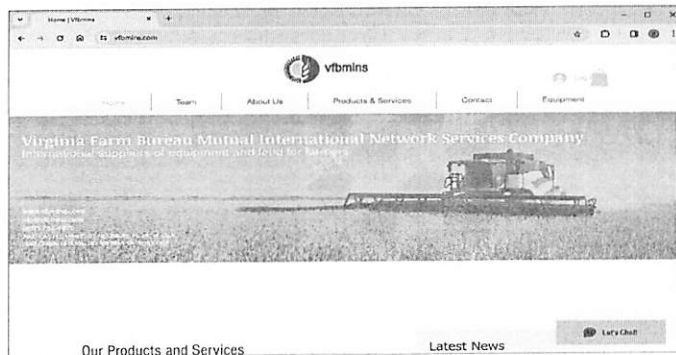 Home | Vfbmins
vfbmins.com
vfbmins
Home
Team
About Us
Products & Services
Contact
Equipment
Virginia Farm Bureau Mutual International Network Services Company
International suppliers of equipment and feed for farmers
Let's Chat!
Our Products and Services
Latest News